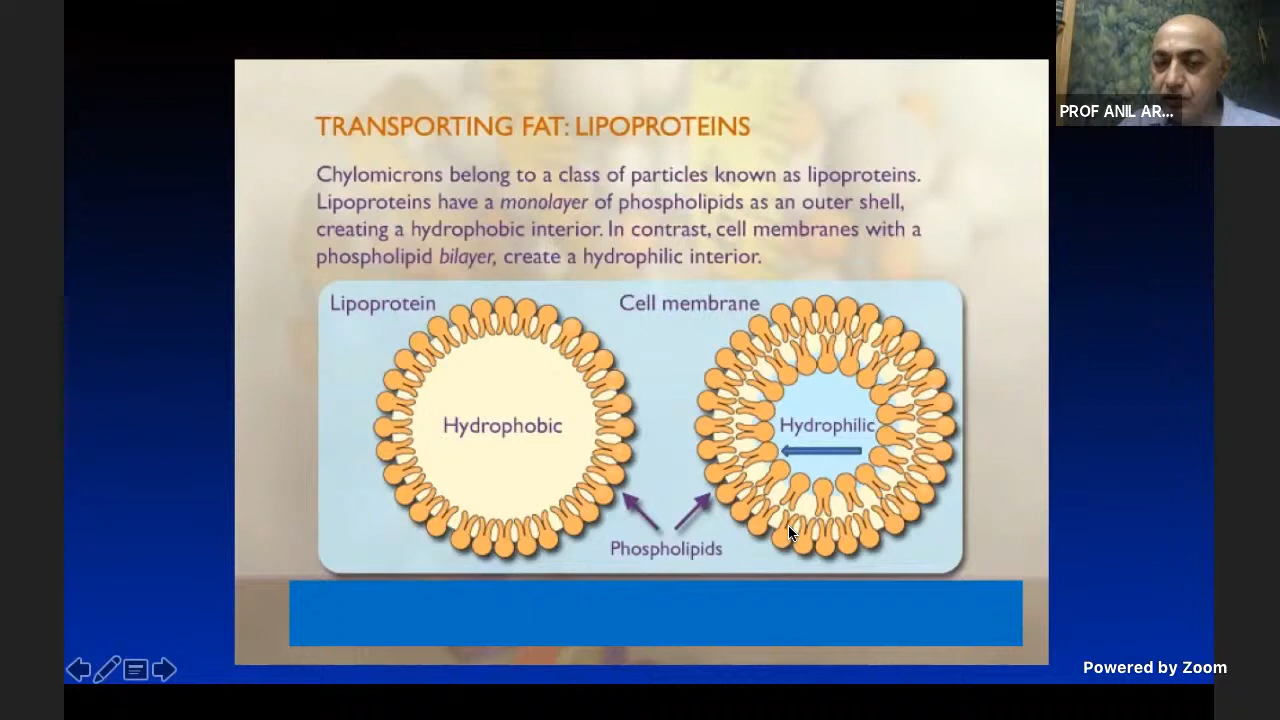 PROF ANIL AR...
TRANSPORTING FAT: LIPOPROTEINS
Chylomicrons belong to a class of particles known as lipoproteins.
Lipoproteins have a monolayer of phospholipids as an outer shell,
creating a hydrophobic interior. In contrast, cell membranes with a
phospholipid bilayer, create a hydrophilic interior.
Lipoprotein
Cell membrane
Hydrophobic
Hydrophilic
Phospholipids
Powered by Zoom